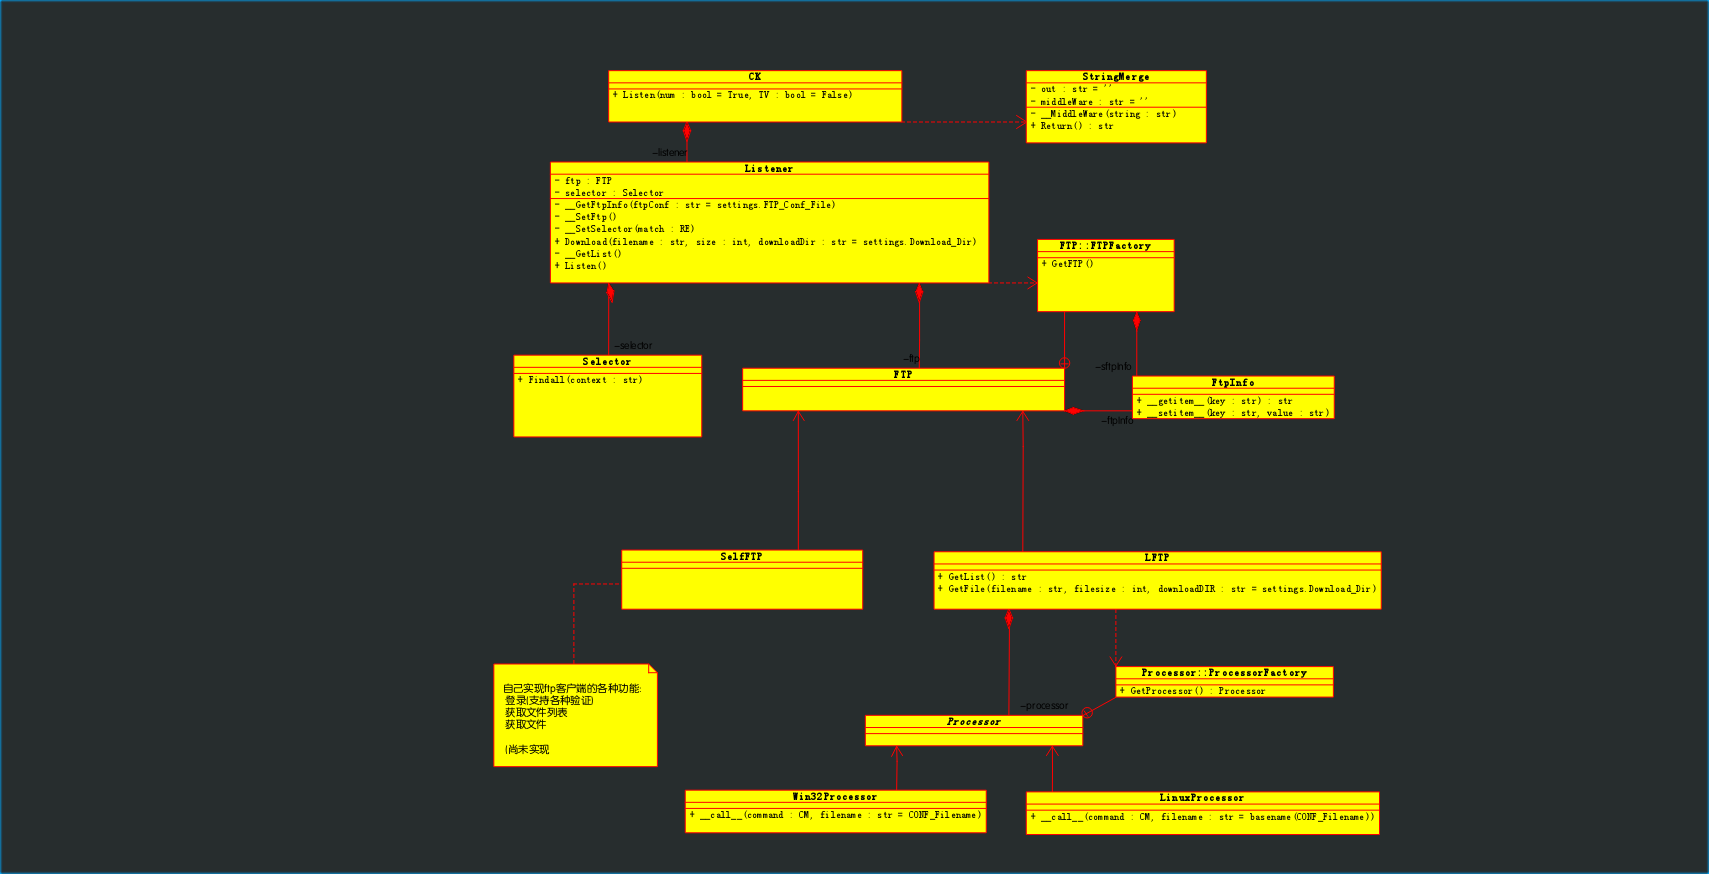 CK
+ Listen(num : bool = True, TV : bool = False)
StringMerge
- out : str = ''
- middleWare : str = ''
- __MiddleWare(string : str)
+ Return() : str
-listener
Listener
- ftp : FTP
- selector : Selector
- __GetFtpInfo(ftpConf : str = settings.FTP_Conf_File)
- __SetFtp()
- __SetSelector(match : RE)
+ Download(filename : str, size : int, downloadDir : str = settings.Download_Dir)
- __GetList()
+ Listen()
FTP::FTPFactory
+ GetFTP()
-selector
Selector
+ Findall(context : str)
-ftp
FTP
-sftpInfo
FtpInfo
+ __getitem__(key : str) : str
+ __setitem__(key : str, value : str)
-ftpInfo
SelfFTP
LFTP
+ GetList() : str
+ GetFile(filename : str, filesize : int, downloadDIR : str = settings.Download_Dir)
自己实现ftp客户端的各种功能:
登录(支持各种验证)
获取文件列表
获取文件
(尚未实现
Processor::ProcessorFactory
+ GetProcessor() : Processor
-processor
Processor
Win32Processor
+ __call__(command : CM, filename : str = CONF_Filename)
LinuxProcessor
+ __call__(command : CM, filename : str = basename(CONF_Filename))